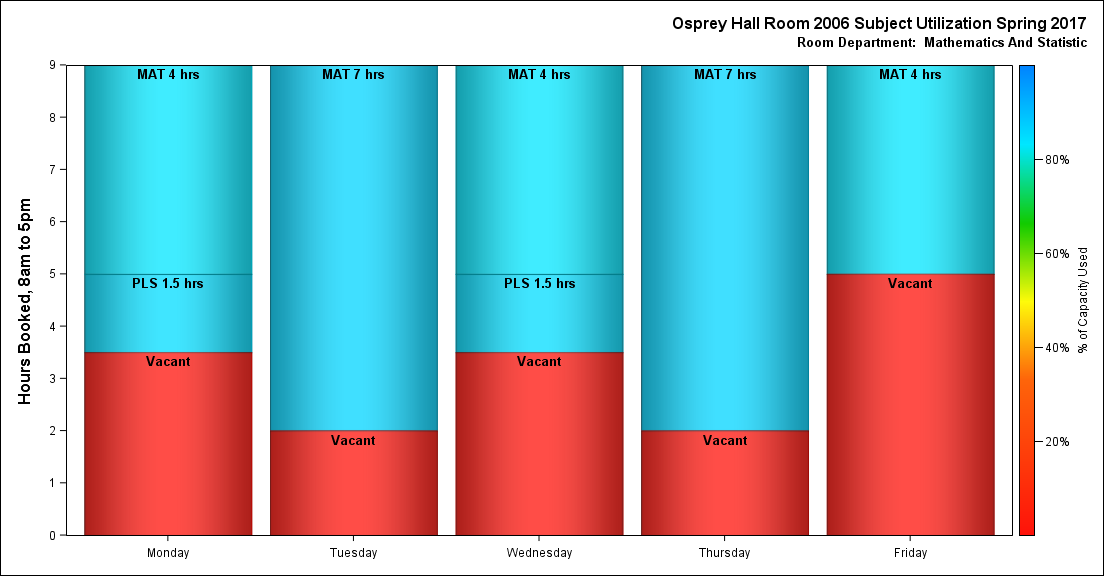 Osprey Hall Room 2006 Subject Utilization Spring 2017
Room Department:  Mathematics And Statistic
Hours Booked, 8am to 5pm
9
8
7
6
5
4
3
2
1
0
MAT 4 hrs
PLS 1.5 hrs
Vacant
MAT 7 hrs
Vacant
MAT 4 hrs
PLS 1.5 hrs
Vacant
MAT 7 hrs
Vacant
MAT 4 hrs
Vacant
Monday
Tuesday
Wednesday
Thursday
Friday
80%
60%
40%
20%
% of Capacity Used